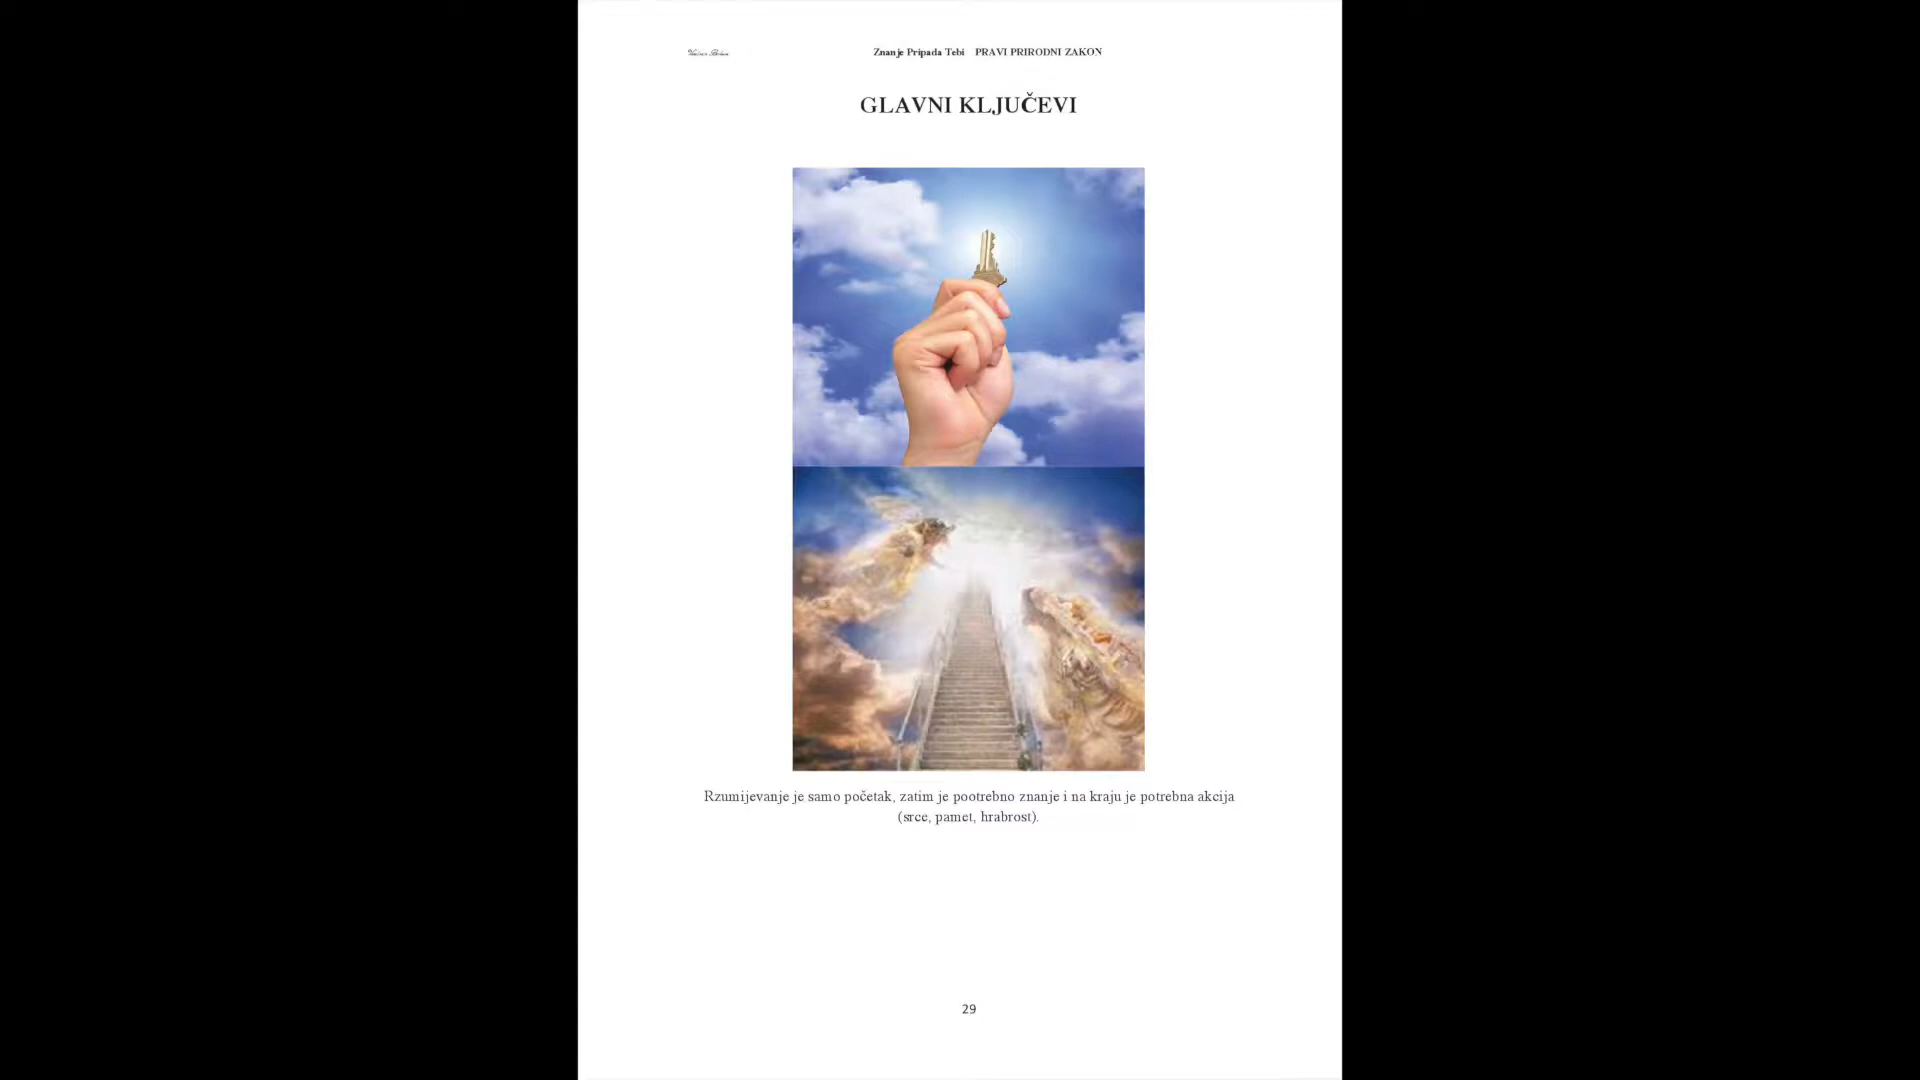 Znanje Pripada Tebi PRAVI PRIRODNI ZAKON
GLAVNI KLJUČEVI
Rzumijevanje je samo početak, zatim je pootrebno znanje i na kraju je potrebna akcija
(srce, pamet, hrabrost).
29